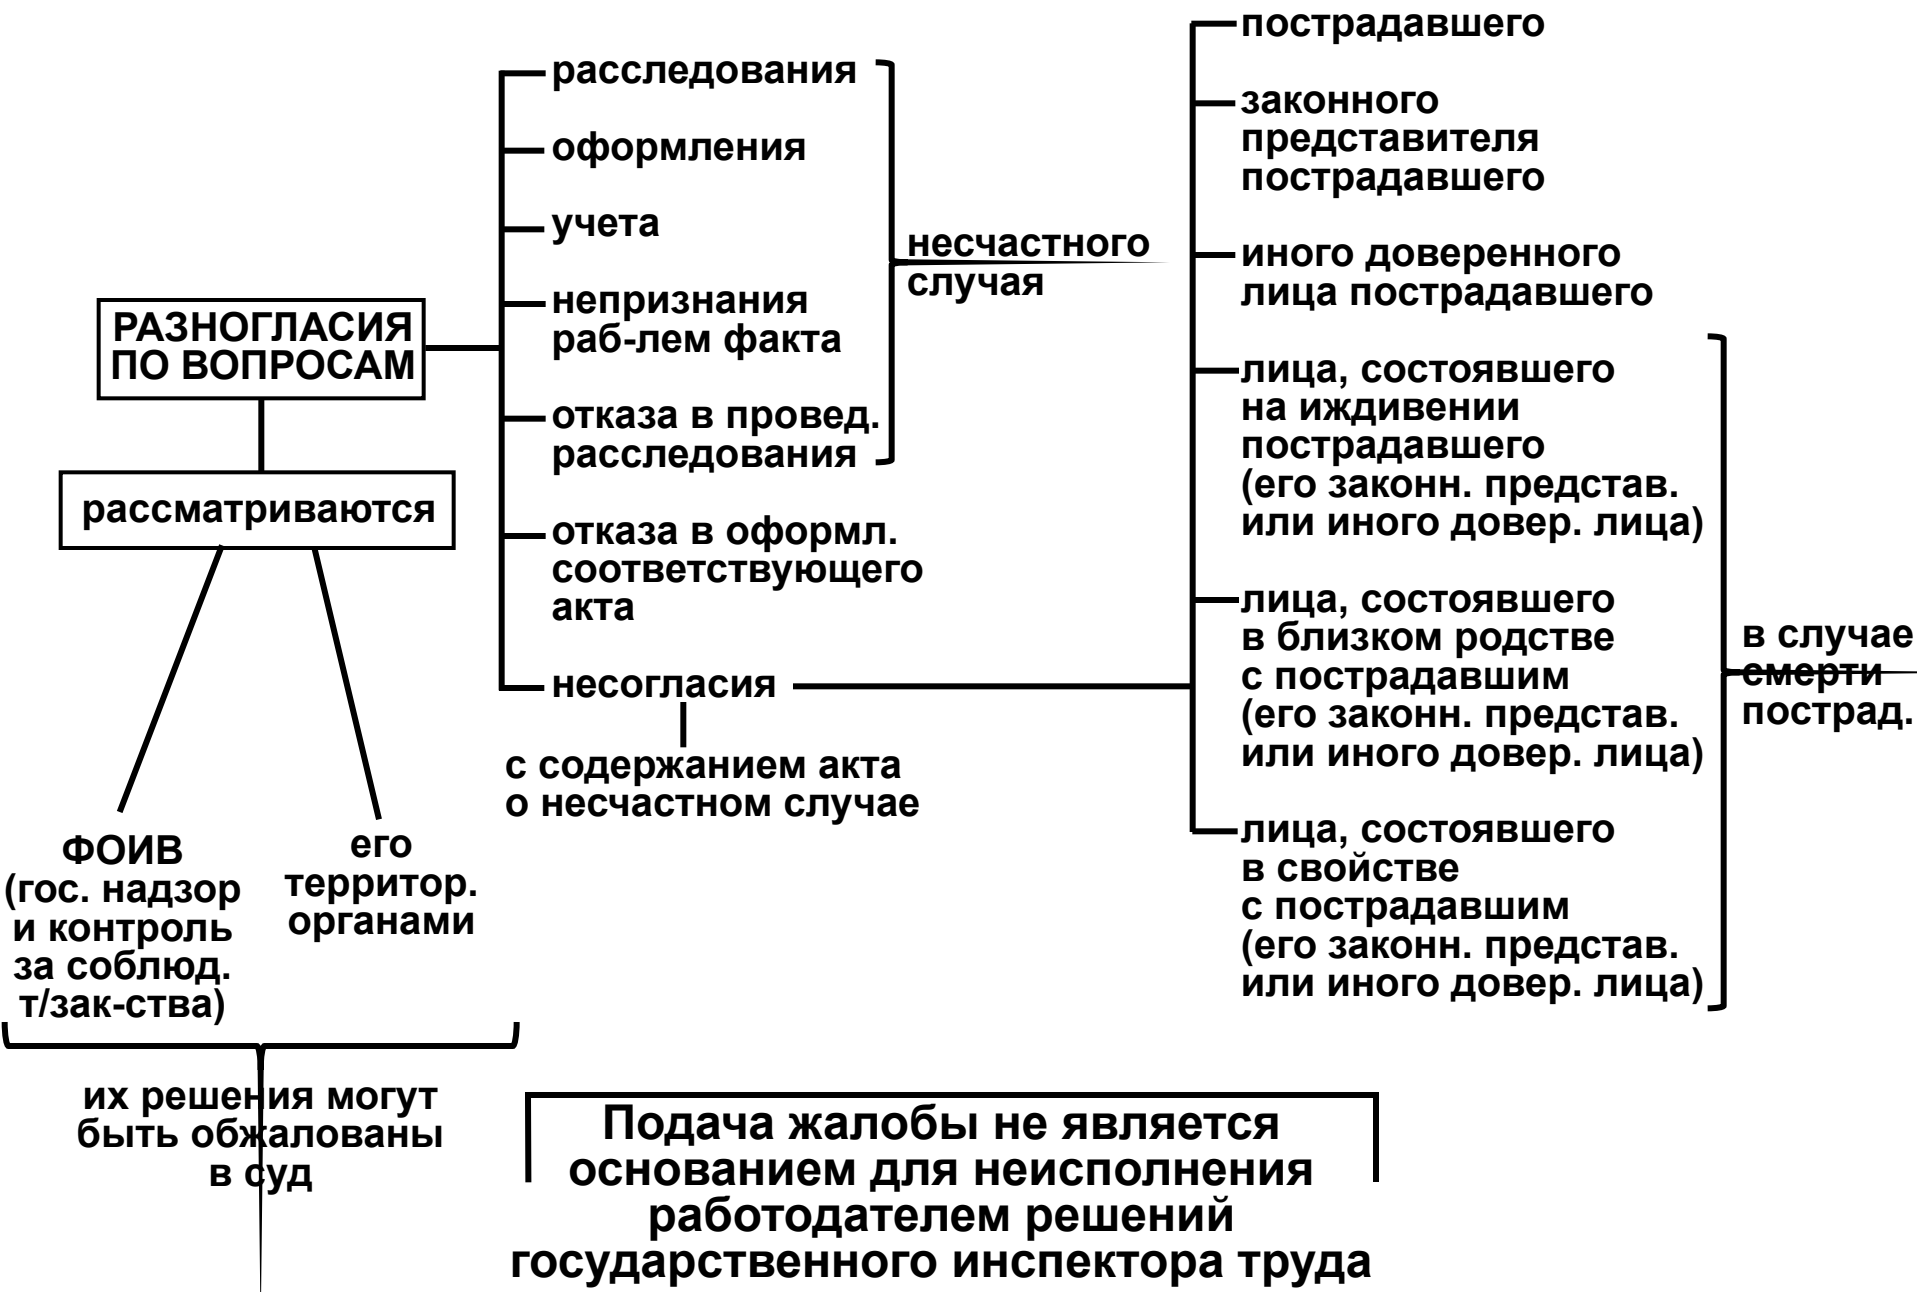 РАЗНОГЛАСИЯ
ПО ВОПРОСАМ
рассматриваются
ФОИВ
(гос. надзор
и контроль
за соблюд.
т/зак-ства)
его
территор.
органами
их решения могут
быть обжалованы
в суд
расследования
оформления
учета
непризнания
раб-лем факта
отказа в провед.
расследования
несчастного
случая
отказа в оформл.
соответствующего
акта
несогласия
с содержанием акта
о несчастном случае
пострадавшего
законного
представителя
пострадавшего
иного доверенного
лица пострадавшего
лица, состоявшего
на иждивении
пострадавшего
(его законн. представ.
или иного довер. лица)
лица, состоявшего
в близком родстве
с пострадавшим
(его законн. представ.
или иного довер. лица)
лица, состоявшего
в свойстве
с пострадавшим
(его законн. представ.
или иного довер. лица)
в случае
смерти
пострад.
Подача жалобы не является
основанием для неисполнения
работодателем решений
государственного инспектора труда